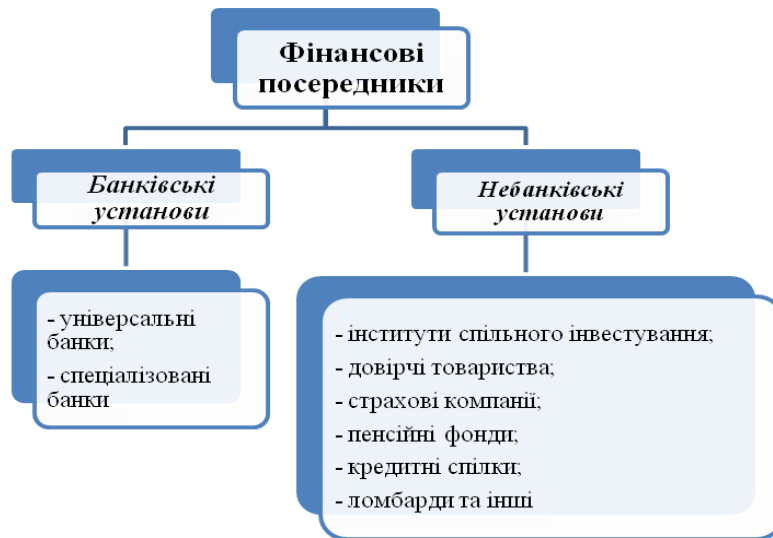 Фінансові
посередники
Банківські
установи
Небанківські
установи
- універсальні
банки;
- спеціалізовані
банки
- інститути спільного інвестування;
- довірчі товариства;
- страхові компанії;
- пенсійні фонди;
- кредитні спілки;
- ломбарди та інші